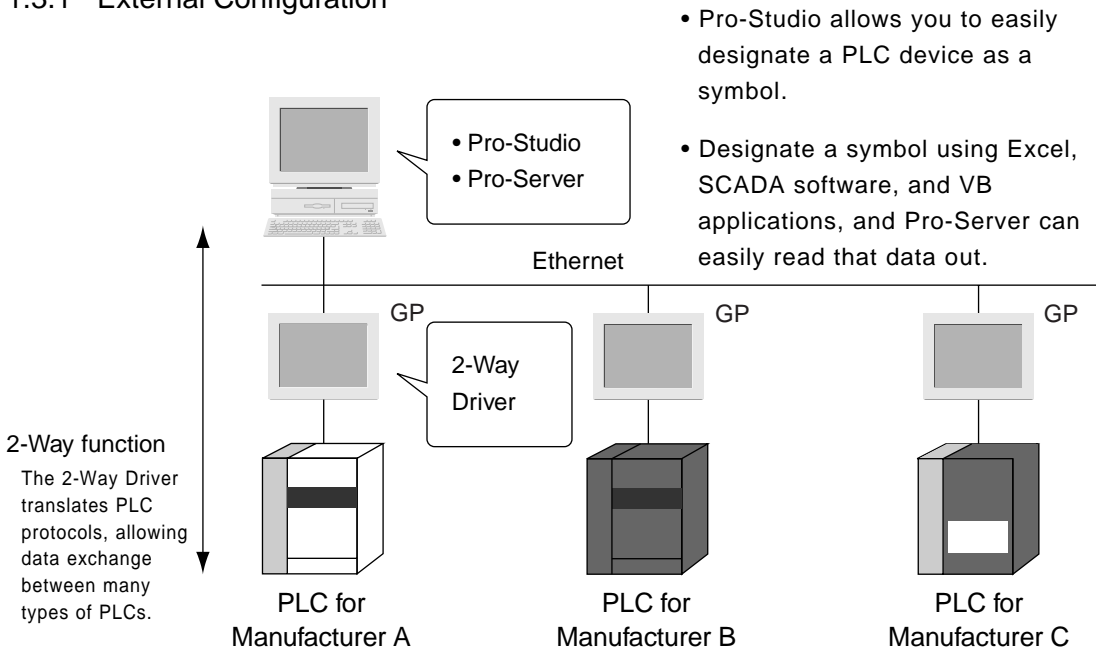 1.3.1 External Configuration
• Pro-Studio allows you to easily
designate a PLC device as a
symbol.
• Designate a symbol using Excel,
SCADA software, and VB
applications, and Pro-Server can
easily read that data out.
• Pro-Studio
• Pro-Server
Ethernet
GP
GP
GP
2-Way
Driver
2-Way function
The 2-Way Driver
translates PLC
protocols, allowing
data exchange
between many
types of PLCs.
PLC for
Manufacturer A
PLC for
Manufacturer B
PLC for
Manufacturer C